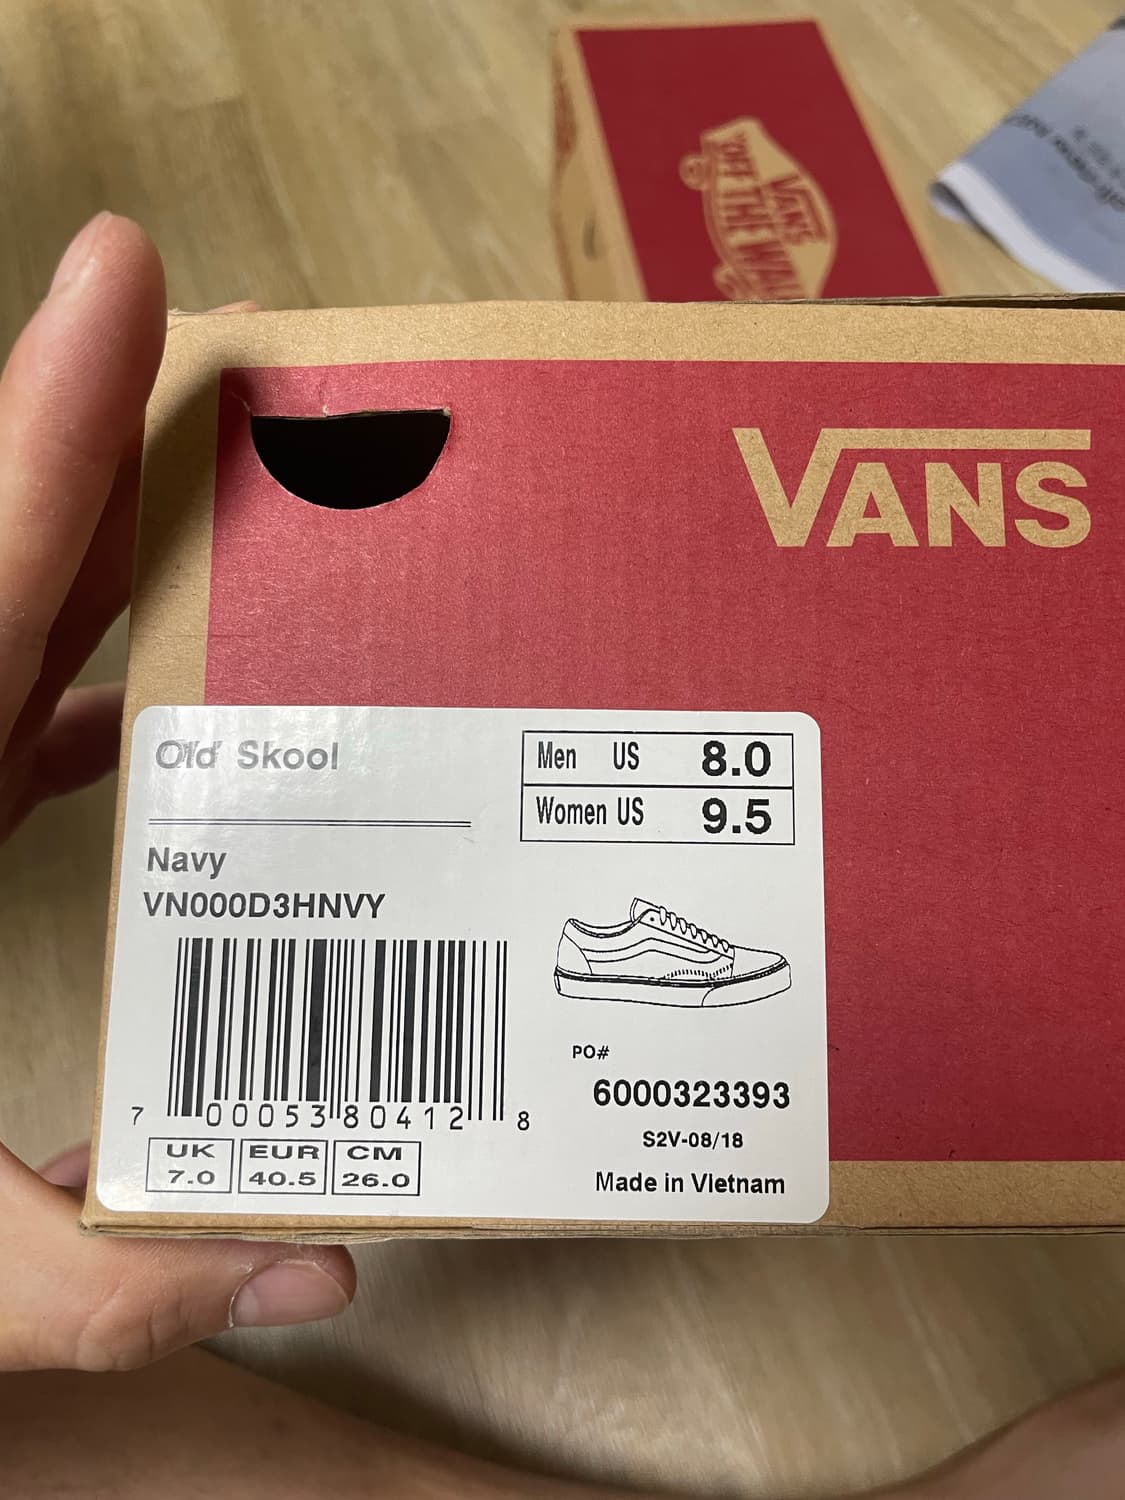 VANS
"OFF THE WALL
VANS
Old Skool
Men US 8.0
Women US 9.5
Navy
VN000D3HNVY
7 00053 80412 8
PO#
6000323393
S2V-08/18
Made in Vietnam
UK EUR CM
7.0 40.5 26.0